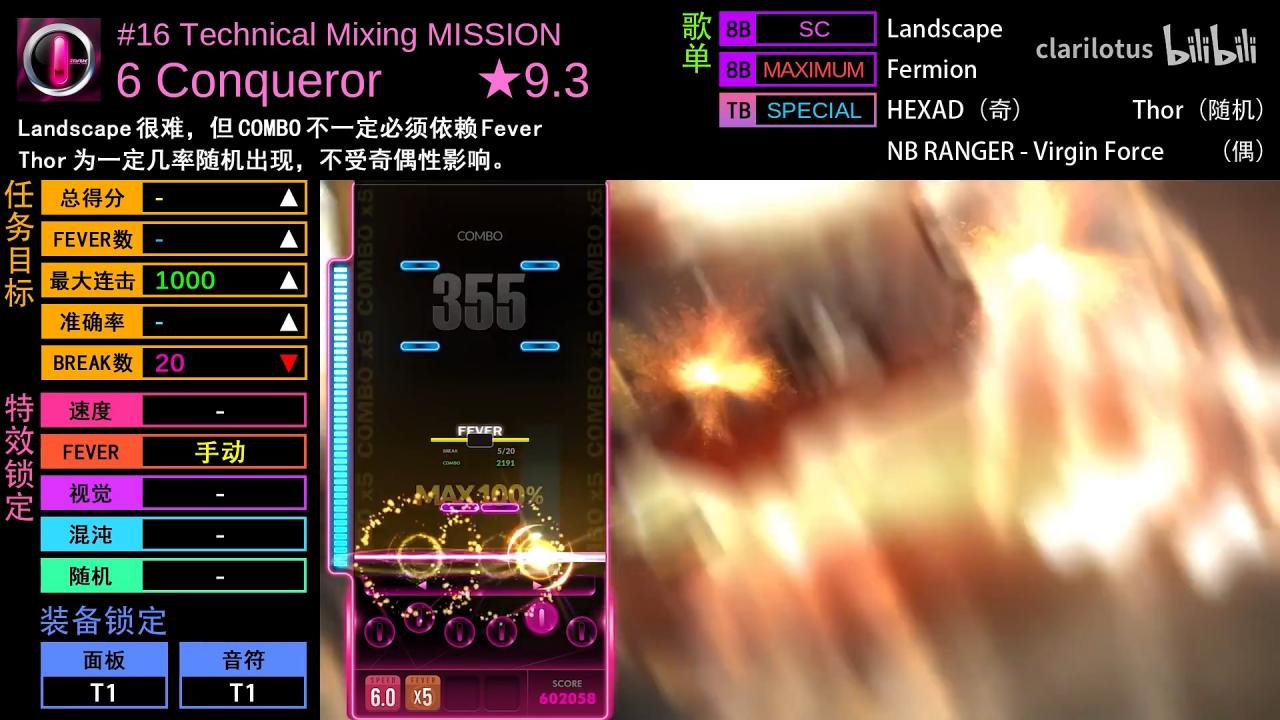 #16 Technical Mixing MISSION
6 Conqueror ★9.3
Landscape 很难，但 COMBO 不一定必须依赖 Fever
Thor 为一定几率随机出现，不受奇偶性影响。
歌单
8B SC Landscape
8B MAXIMUM Fermion
TB SPECIAL HEXAD（奇） Thor（随机）
NB RANGER - Virgin Force （偶）
clarilotus bilibili
任务目标
总得分 - ▲
FEVER数 - ▲
最大连击 1000 ▲
准确率 - ▲
BREAK数 20 ▼
特效锁定
速度 -
FEVER 手动
视觉 -
混沌 -
随机 -
装备锁定
面板 音符
T1 T1
COMBO x5 COMBO x5
COMBO
355
FEVER
BREAK 5/20
COMBO 2191
MAX 100%
SPEED 6.0
FEVER x5
SCORE
602058